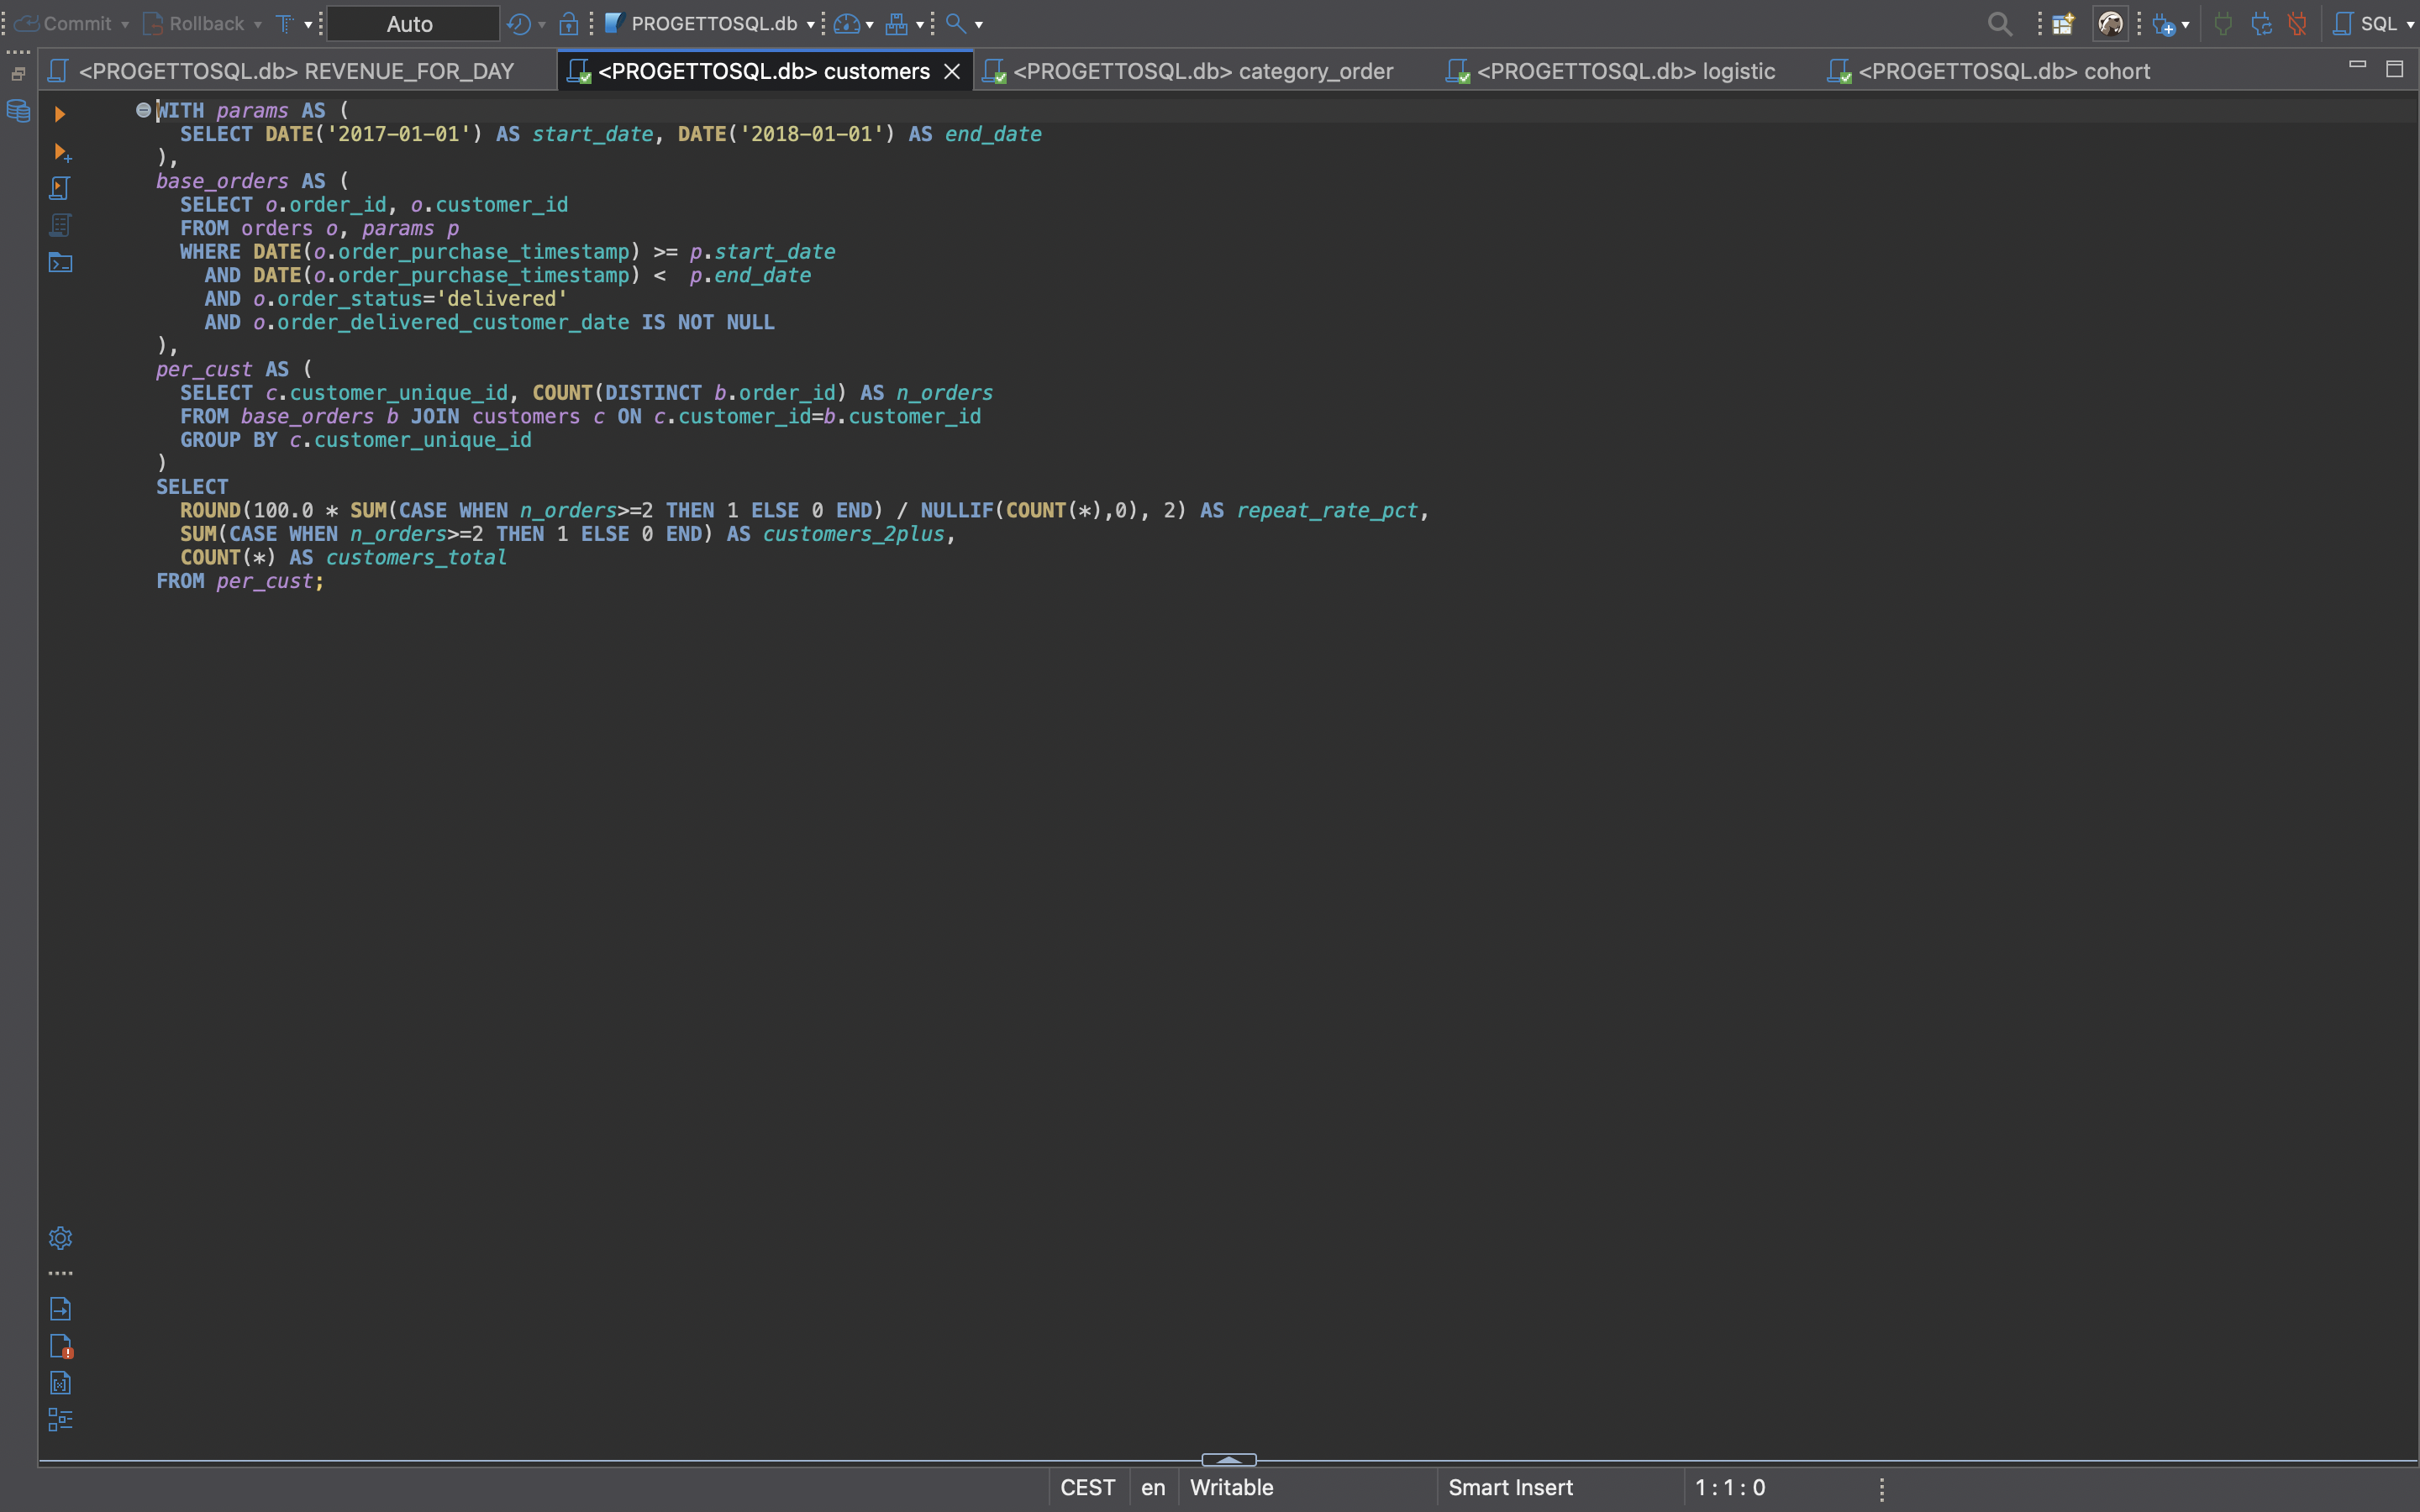 Commit Rollback Auto PROGETTOSQL.db SQL
<PROGETTOSQL.db> REVENUE_FOR_DAY <PROGETTOSQL.db> customers <PROGETTOSQL.db> category_order <PROGETTOSQL.db> logistic <PROGETTOSQL.db> cohort
WITH params AS (
  SELECT DATE('2017-01-01') AS start_date, DATE('2018-01-01') AS end_date
),
base_orders AS (
  SELECT o.order_id, o.customer_id
  FROM orders o, params p
  WHERE DATE(o.order_purchase_timestamp) >= p.start_date
    AND DATE(o.order_purchase_timestamp) <  p.end_date
    AND o.order_status='delivered'
    AND o.order_delivered_customer_date IS NOT NULL
),
per_cust AS (
  SELECT c.customer_unique_id, COUNT(DISTINCT b.order_id) AS n_orders
  FROM base_orders b JOIN customers c ON c.customer_id=b.customer_id
  GROUP BY c.customer_unique_id
)
SELECT
  ROUND(100.0 * SUM(CASE WHEN n_orders>=2 THEN 1 ELSE 0 END) / NULLIF(COUNT(*),0), 2) AS repeat_rate_pct,
  SUM(CASE WHEN n_orders>=2 THEN 1 ELSE 0 END) AS customers_2plus,
  COUNT(*) AS customers_total
FROM per_cust;
CEST en Writable Smart Insert 1 : 1 : 0